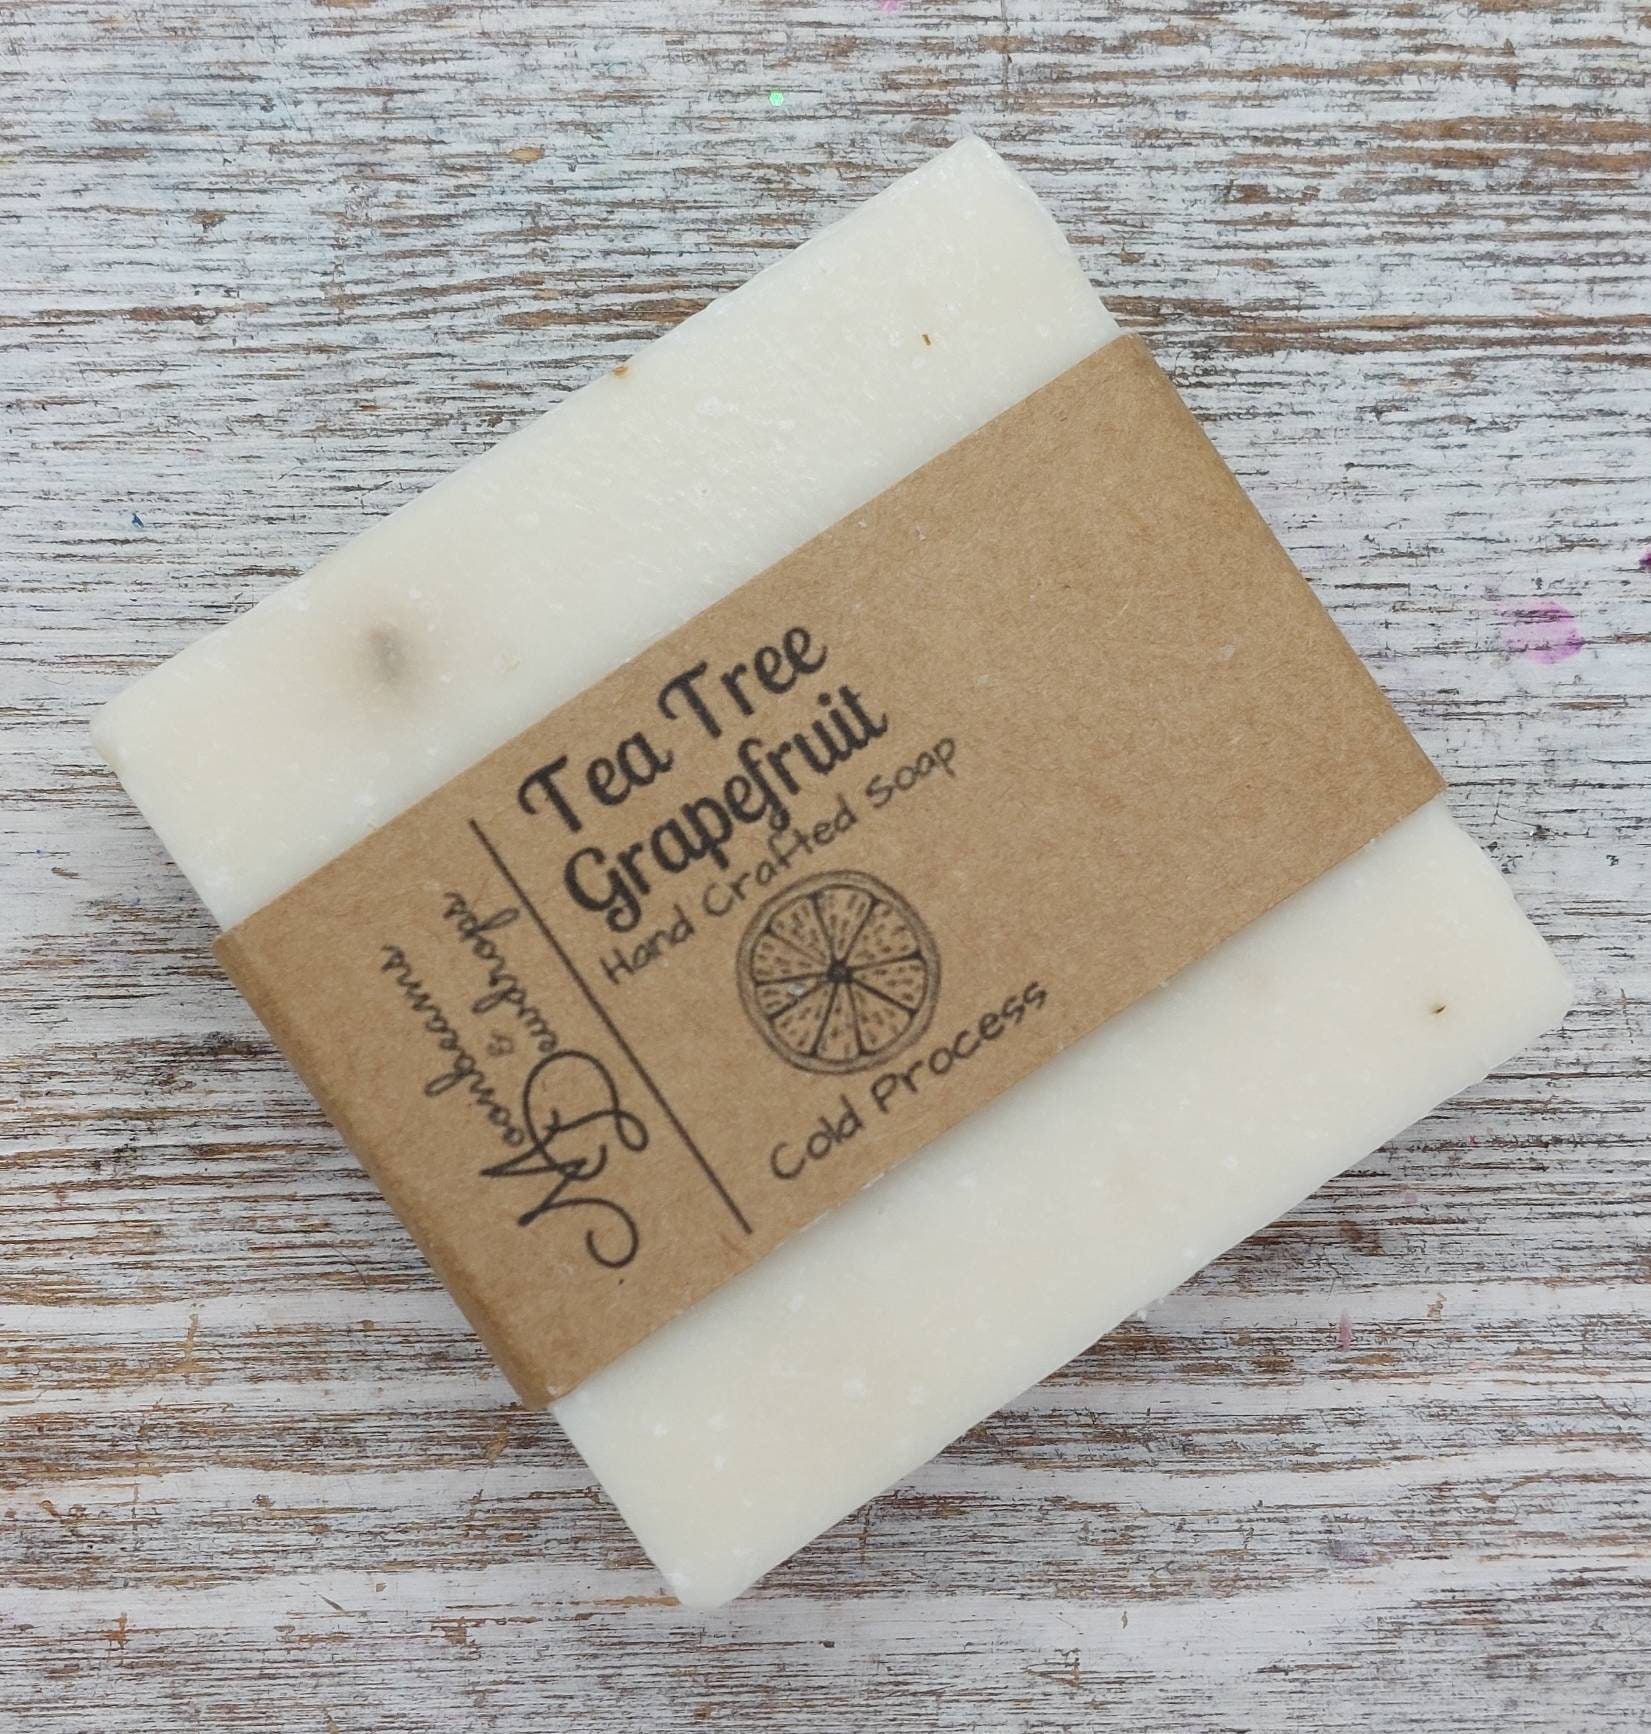 Moonbeams
&
Dewdrops
Tea Tree
Grapefruit
Hand Crafted Soap
Cold Process